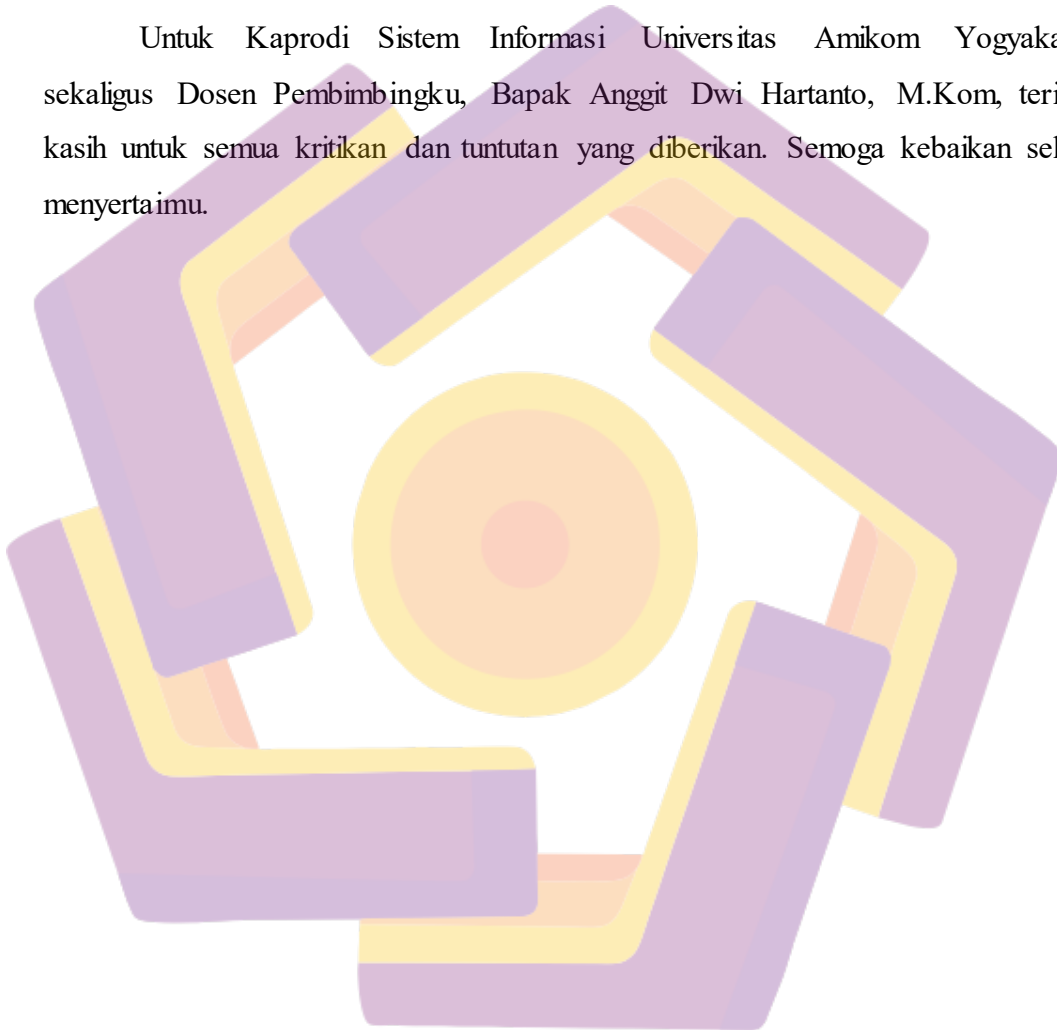 Untuk Kaprodi Sistem Informasi Universitas Amikom
sekaligus Dosen Pembimbingku, Bapak Anggit Dwi Hartanto, M.Kom,
kasih untuk semua kritikan dan tuntutan yang diberikan. Semoga kebaikan
menyertaimu.